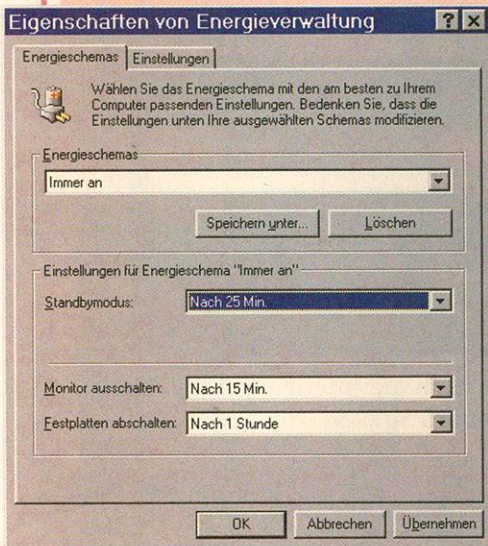 Eigenschaften von Energieverwaltung
Energieschemas Einstellungen
Wählen Sie das Energieschema mit den am besten zu Ihrem
Computer passenden Einstellungen. Bedenken Sie, dass die
Einstellungen unten Ihre ausgewählten Schemas modifizieren.
Energieschemas
Immer an
Speichern unter... Löschen
Einstellungen für Energieschema "Immer an"
Standbymodus: Nach 25 Min.
Monitor ausschalten: Nach 15 Min.
Festplatten abschalten: Nach 1 Stunde
OK Abbrechen Übernehmen